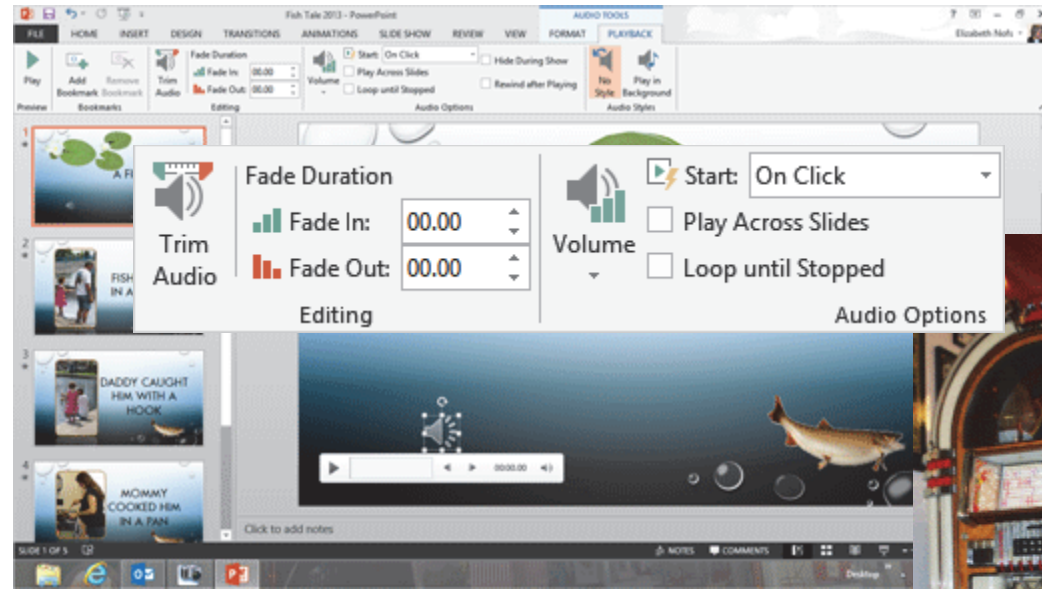 Fish Tale 2013 - PowerPoint
AUDIO TOOLS
?
FILE HOME INSERT DESIGN TRANSITIONS ANIMATIONS SLIDE SHOW REVIEW VIEW FORMAT PLAYBACK
Elizabeth Nofs
Play
Preview
Add Bookmark
Remove Bookmark
Bookmarks
Trim Audio
Fade Duration
Fade In: 00.00
Fade Out: 00.00
Editing
Volume
Start: On Click
Play Across Slides
Loop until Stopped
Hide During Show
Rewind after Playing
Audio Options
No Style
Play in Background
Audio Styles
Trim
Audio
Fade Duration
Fade In: 00.00
Fade Out: 00.00
Editing
Volume
Start: On Click
Play Across Slides
Loop until Stopped
Audio Options
1
A
2
FISH
IN A
3
DADDY CAUGHT
HIM WITH A
HOOK
4
MOMMY
COOKED HIM
IN A PAN
00:00.00
Click to add notes
SLIDE 1 OF 5
NOTES COMMENTS
Desktop